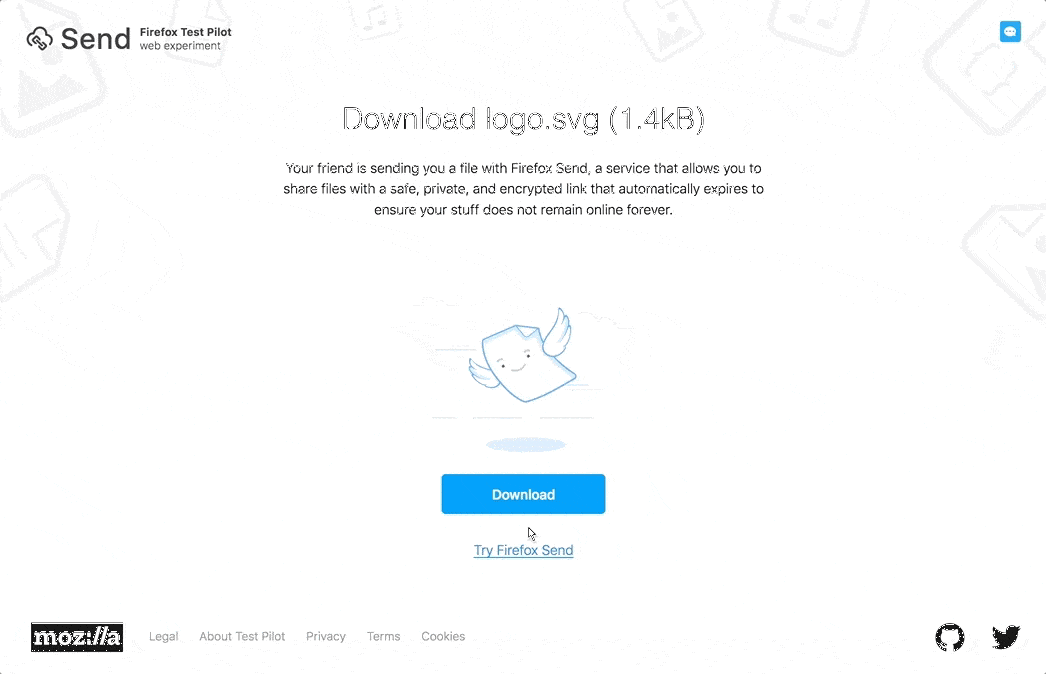 Send
Firefox Test Pilot
web experiment
Download logo.svg (1.4kB)
Your friend is sending you a file with Firefox Send, a service that allows you to
share files with a safe, private, and encrypted link that automatically expires to
ensure your stuff does not remain online forever.
Download
Try Firefox Send
moz://a
Legal
About Test Pilot
Privacy
Terms
Cookies